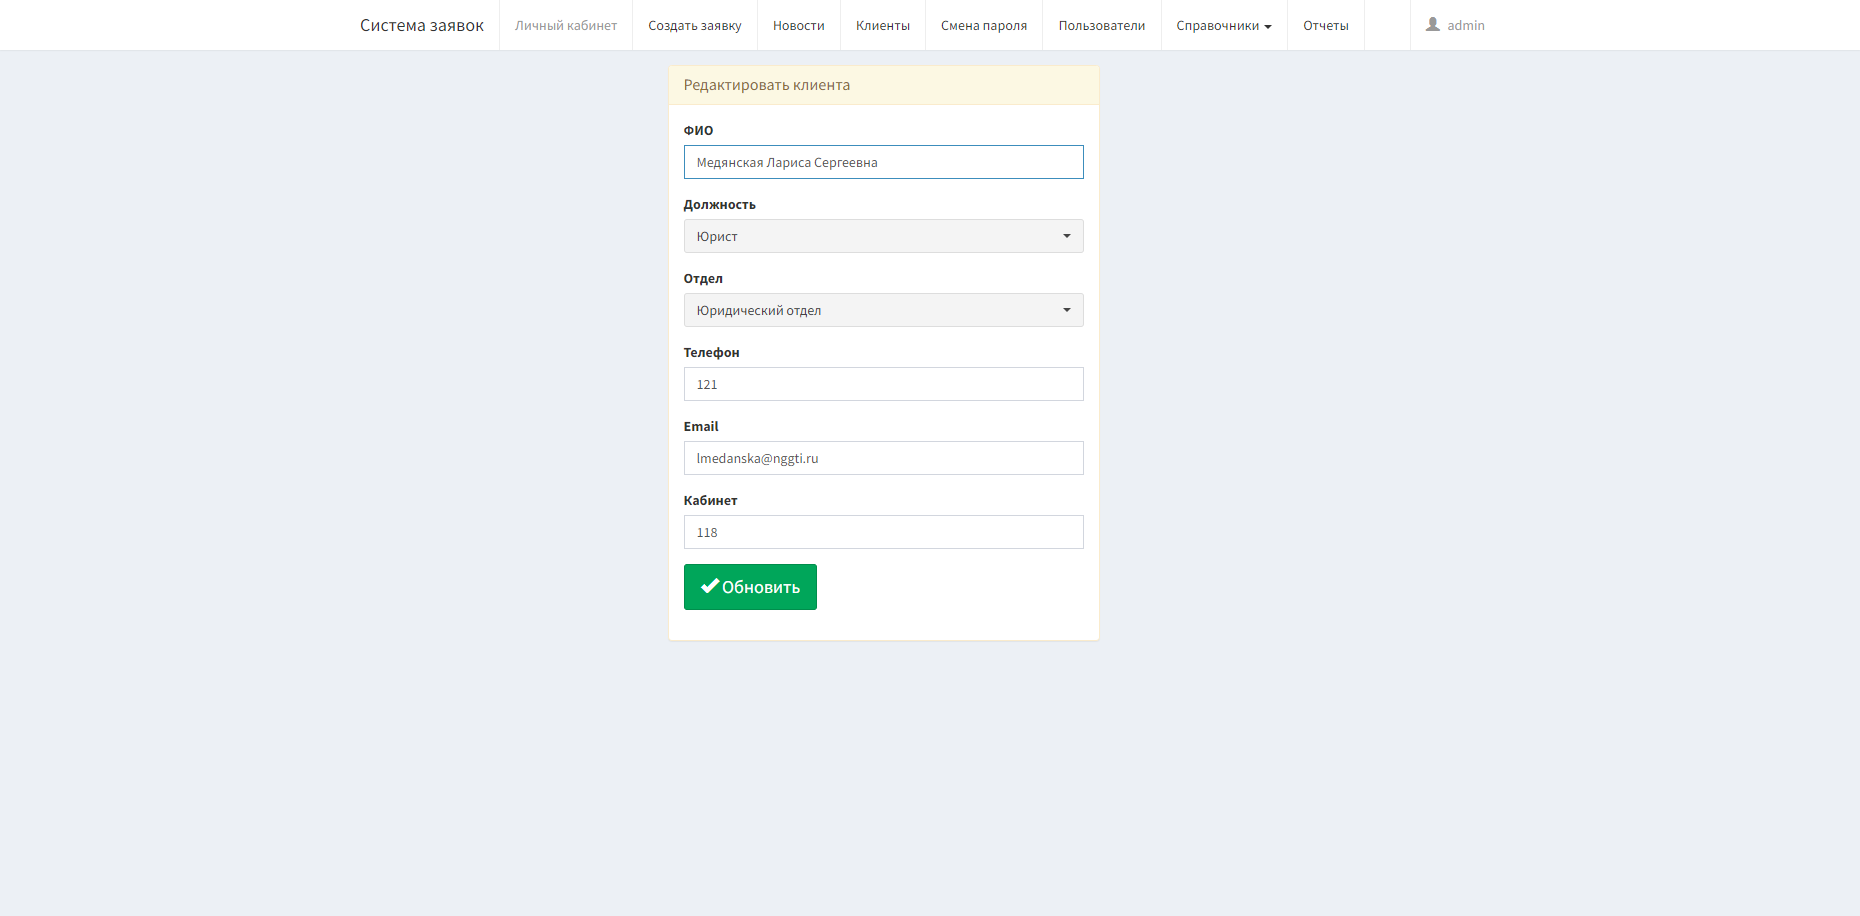 Система заявок Личный кабинет Создать заявку Новости Клиенты Смена пароля Пользователи Справочники Отчеты admin
Редактировать клиента
ФИО
Медянская Лариса Сергеевна
Должность
Юрист
Отдел
Юридический отдел
Телефон
121
Email
lmedanska@nggti.ru
Кабинет
118
Обновить